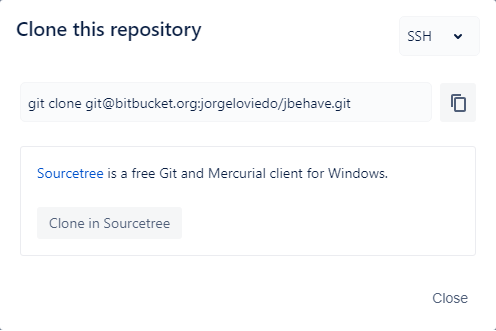 Clone this repository
SSH
git clone git@bitbucket.org:jorgeloviedo/jbehave.git
Sourcetree is a free Git and Mercurial client for Windows.
Clone in Sourcetree
Close